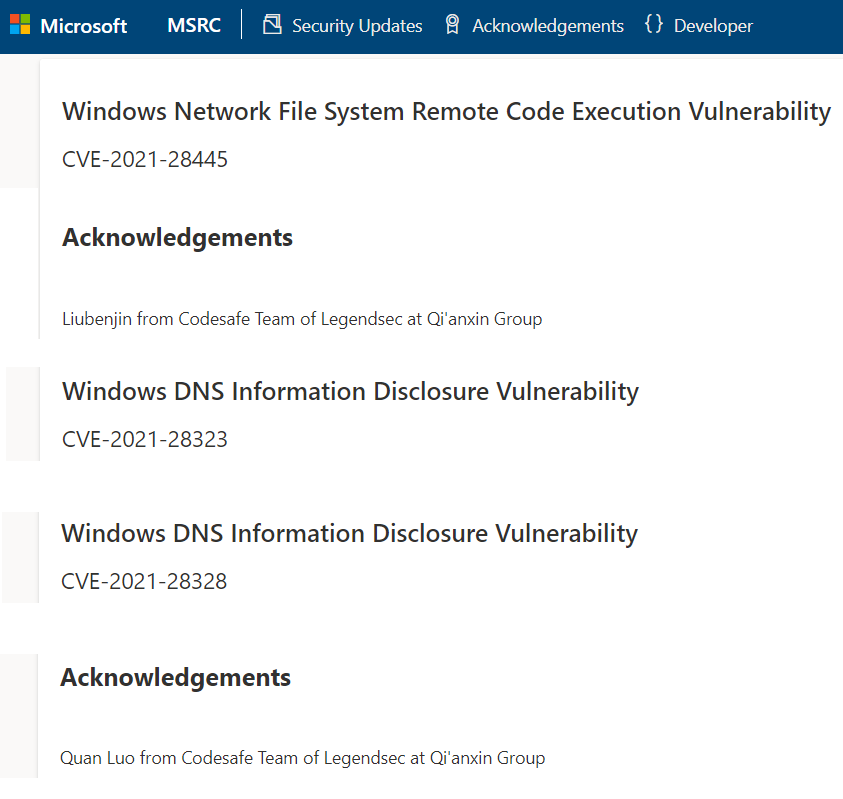 Microsoft MSRC Security Updates Acknowledgements {} Developer
Windows Network File System Remote Code Execution Vulnerability
CVE-2021-28445
Acknowledgements
Liubenjin from Codesafe Team of Legendsec at Qi'anxin Group
Windows DNS Information Disclosure Vulnerability
CVE-2021-28323
Windows DNS Information Disclosure Vulnerability
CVE-2021-28328
Acknowledgements
Quan Luo from Codesafe Team of Legendsec at Qi'anxin Group